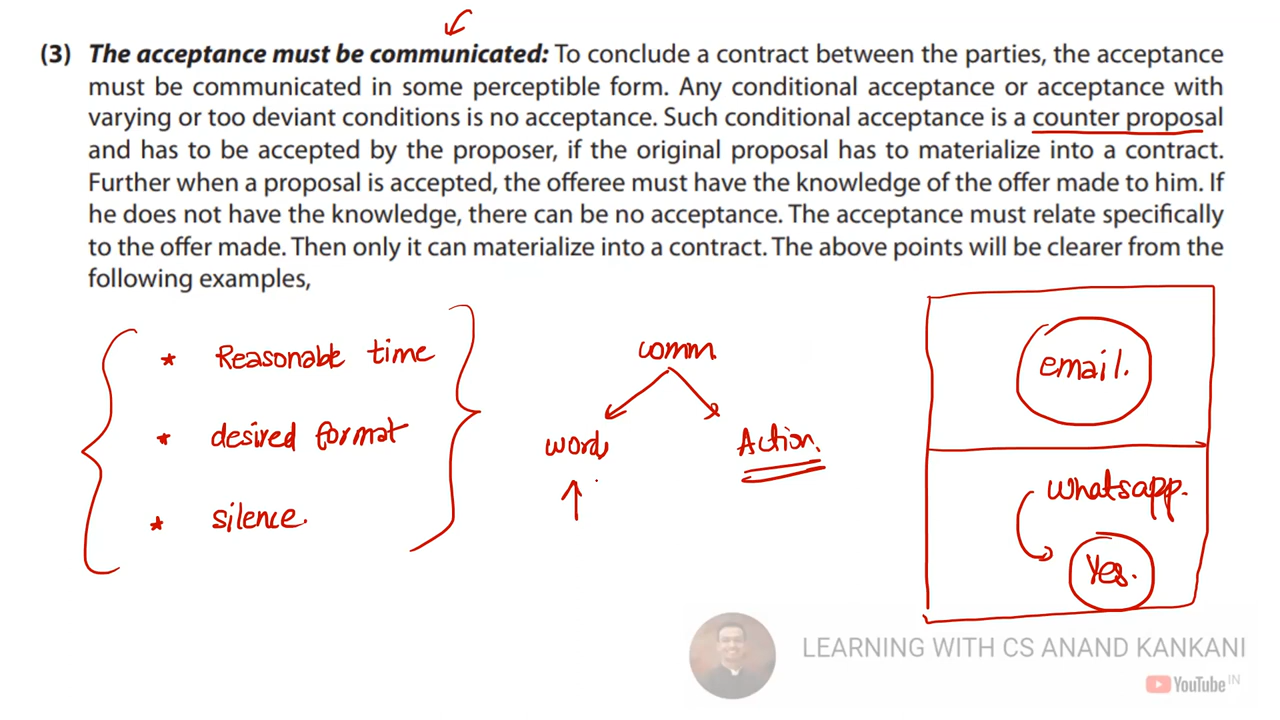 (3) The acceptance must be communicated: To conclude a contract between the parties, the acceptance
must be communicated in some perceptible form. Any conditional acceptance or acceptance with
varying or too deviant conditions is no acceptance. Such conditional acceptance is a counter proposal
and has to be accepted by the proposer, if the original proposal has to materialize into a contract.
Further when a proposal is accepted, the offeree must have the knowledge of the offer made to him. If
he does not have the knowledge, there can be no acceptance. The acceptance must relate specifically
to the offer made. Then only it can materialize into a contract. The above points will be clearer from the
following examples,
* Reasonable time
* desired format
* silence.
comm.
words
Action.
email.
Whatsapp.
Yes.
LEARNING WITH CS ANAND KANKANI
YouTube IN